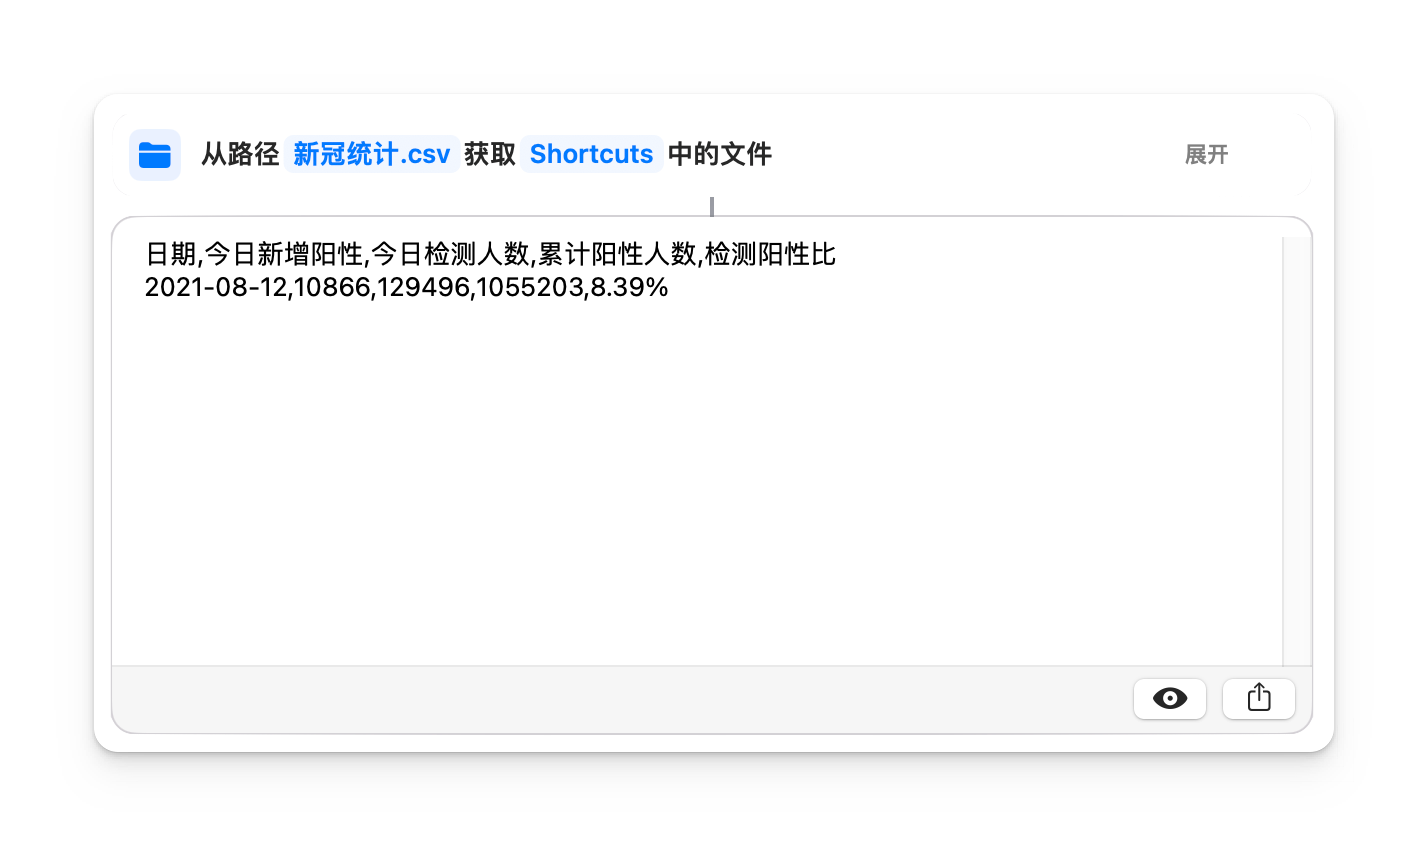 从路径 新冠统计.csv 获取 Shortcuts 中的文件 展开
日期,今日新增阳性,今日检测人数,累计阳性人数,检测阳性比
2021-08-12,10866,129496,1055203,8.39%